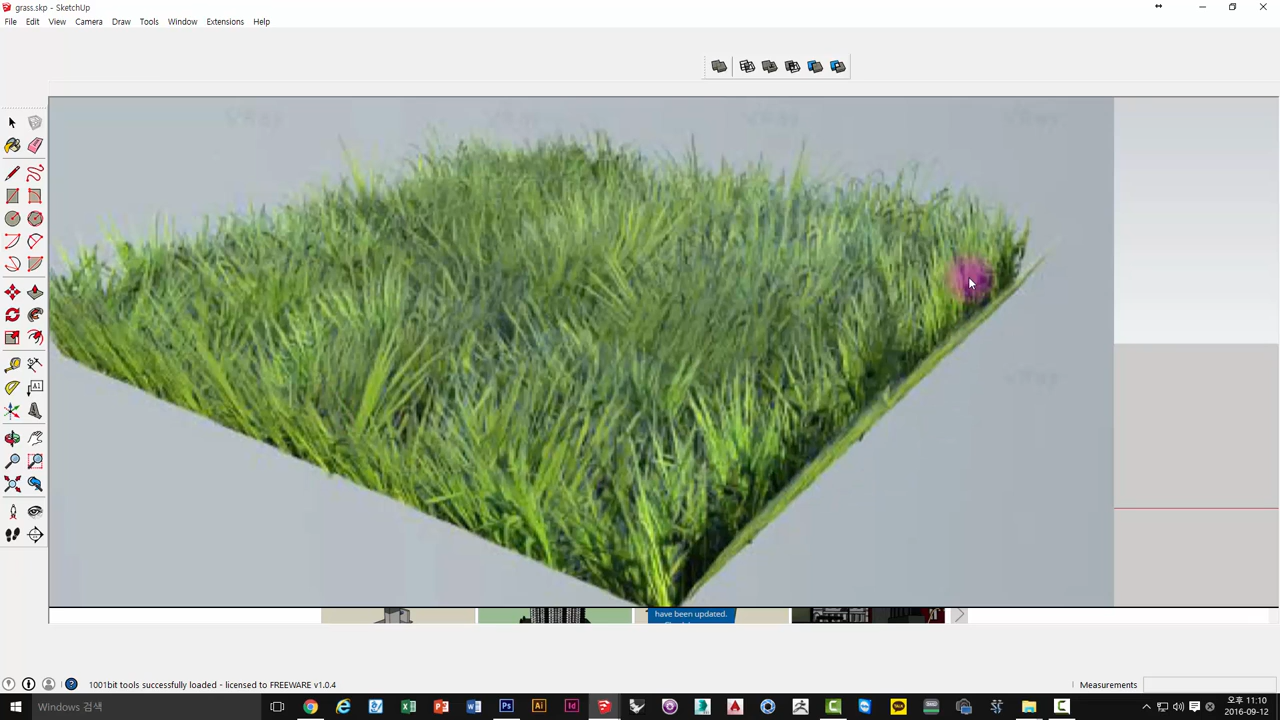 grass.skp - SketchUp
File Edit View Camera Draw Tools Window Extensions Help
have been updated.
1001bit tools successfully loaded - licensed to FREEWARE v1.0.4
Measurements
Windows 검색
오후 11:10
2016-09-12